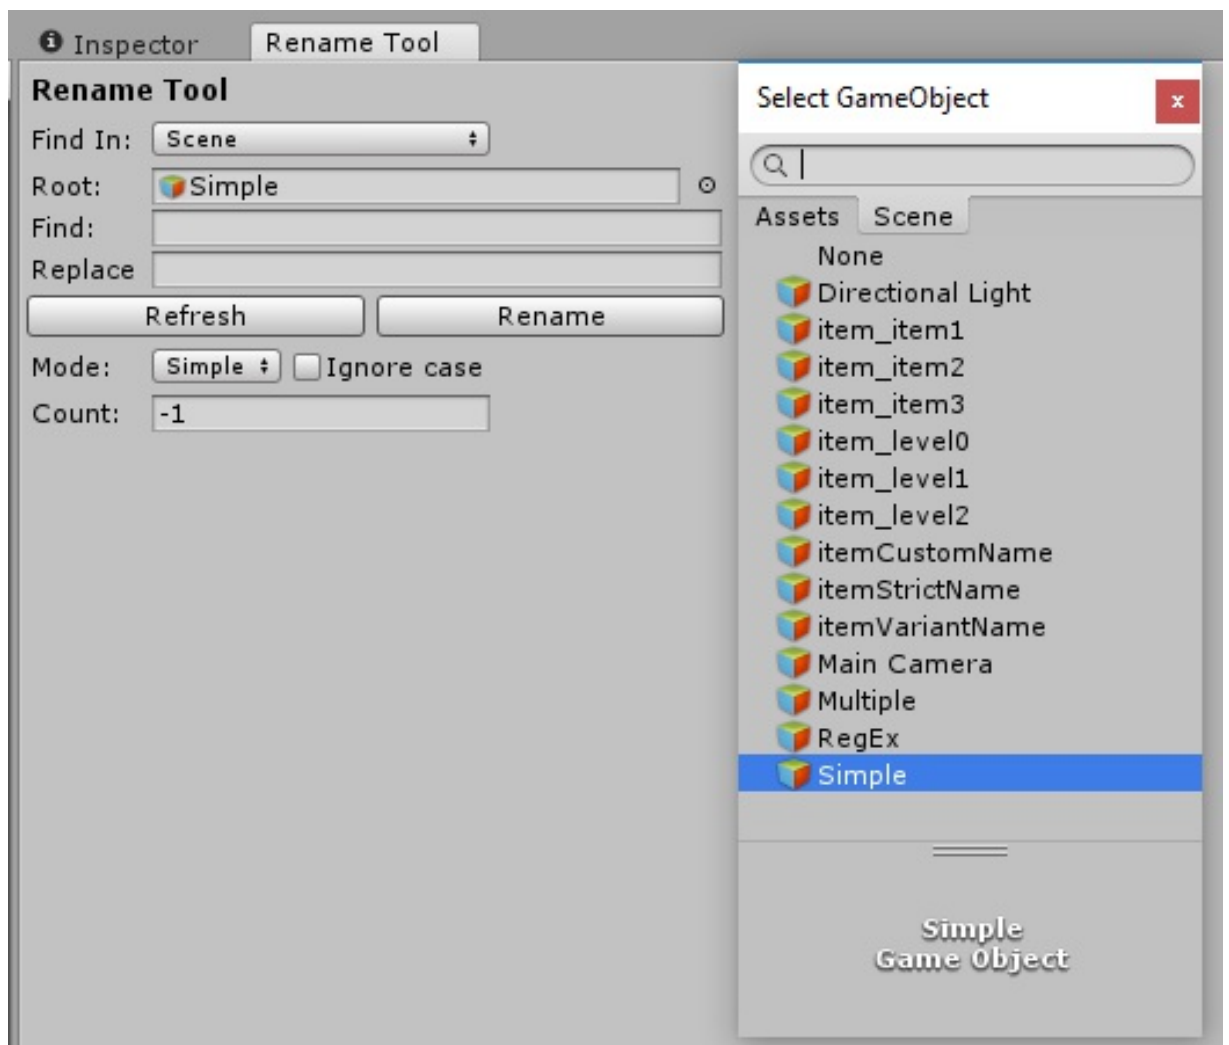 Inspector
Rename Tool
Rename Tool
Find In: Scene
Root: Simple
Find:
Replace
Refresh Rename
Mode: Simple Ignore case
Count: -1
Select GameObject
x
Assets Scene
None
Directional Light
item_item1
item_item2
item_item3
item_level0
item_level1
item_level2
itemCustomName
itemStrictName
itemVariantName
Main Camera
Multiple
RegEx
Simple
Simple
Game Object